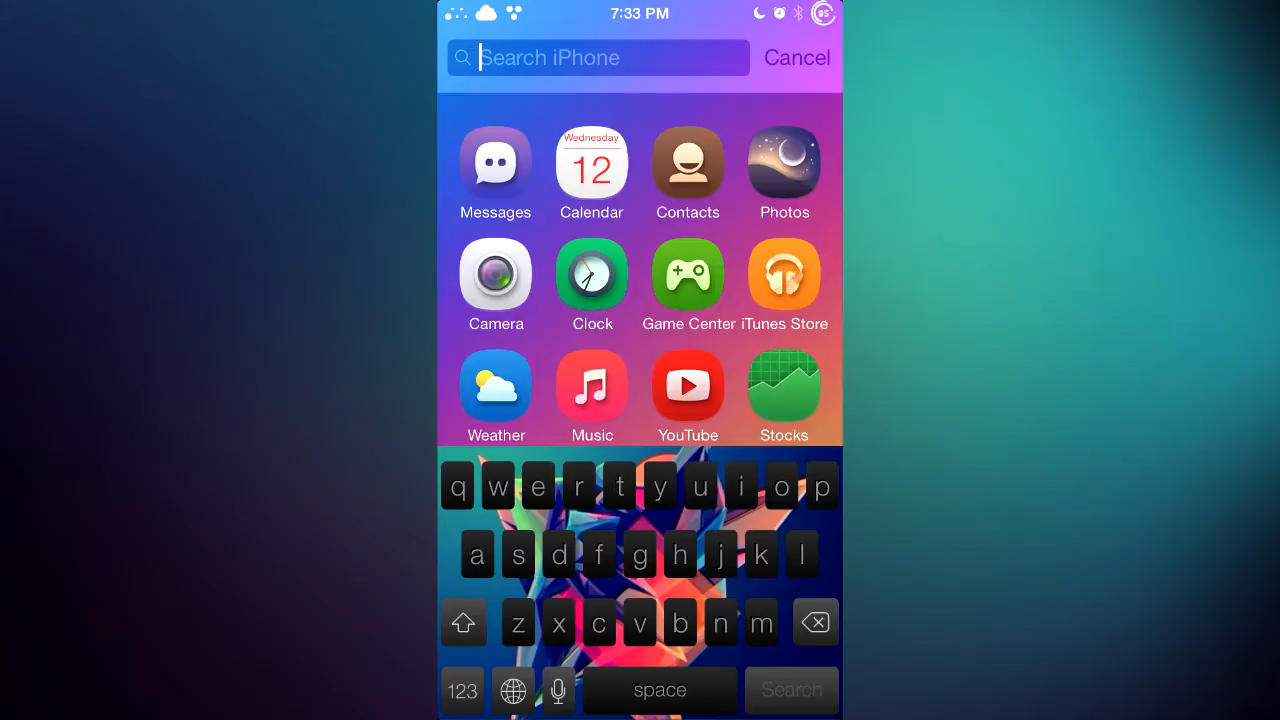 7:33 PM 95
Search iPhone Cancel
Wednesday
12
Messages Calendar Contacts Photos
Camera Clock Game Center iTunes Store
Weather Music YouTube Stocks
q w e r t y u i o p
a s d f g h j k l
z x c v b n m
123 space Search